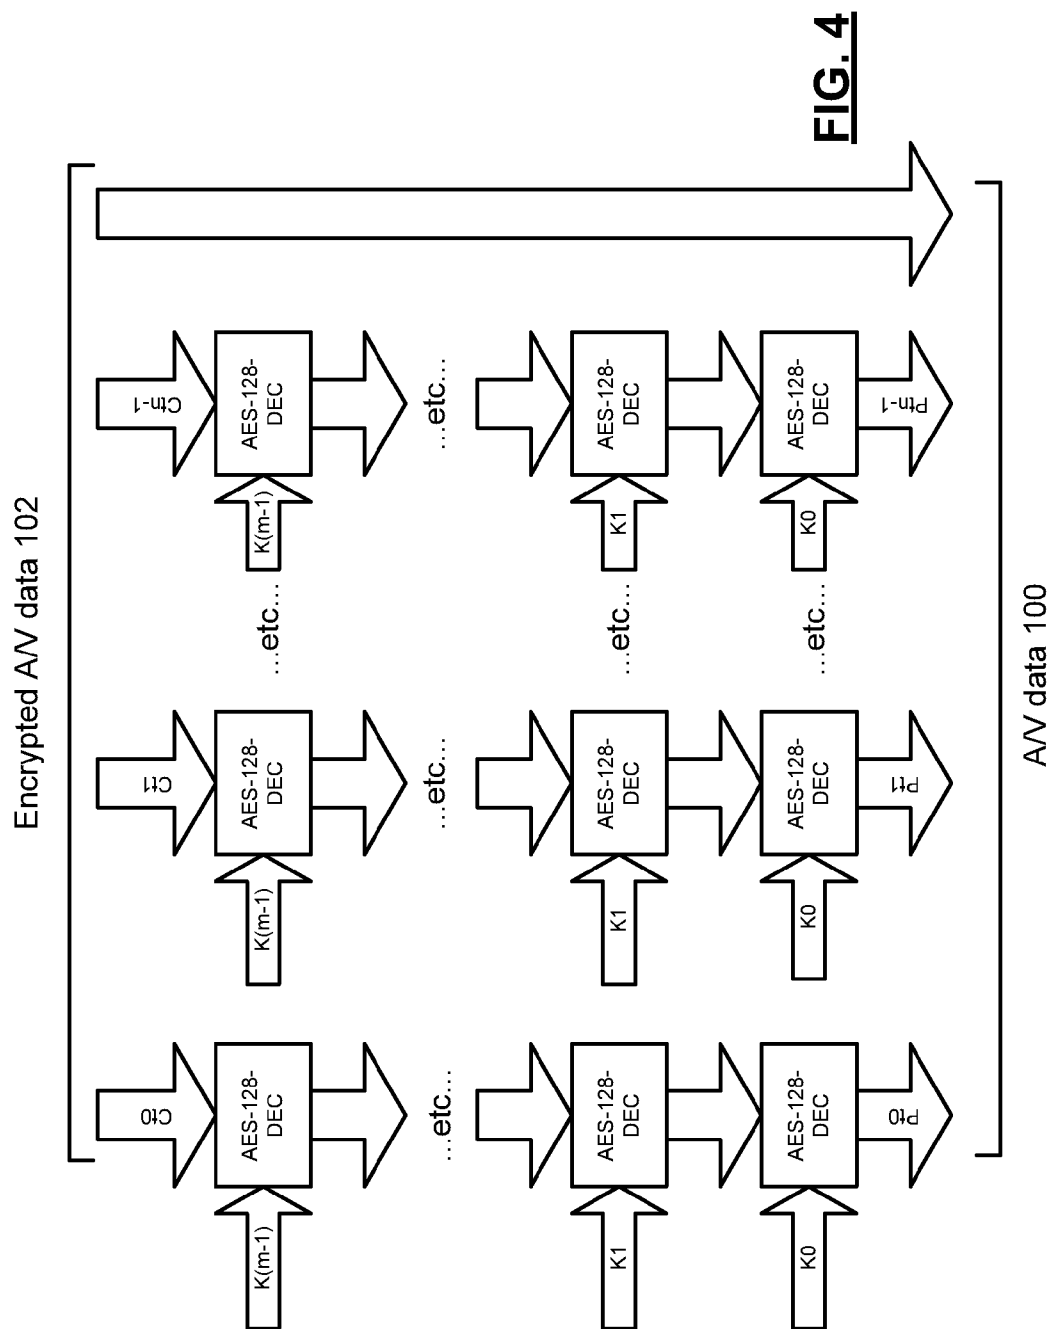 Encrypted A/V data 102
Ct0
Ct1
Ctn-1
K(m-1)
AES-128-
DEC
K(m-1)
AES-128-
DEC
...etc...
K(m-1)
AES-128-
DEC
...etc...
...etc...
...etc...
K1
AES-128-
DEC
K1
AES-128-
DEC
...etc...
K1
AES-128-
DEC
K0
AES-128-
DEC
K0
AES-128-
DEC
...etc...
K0
AES-128-
DEC
Pt0
Pt1
Ptn-1
A/V data 100
FIG. 4